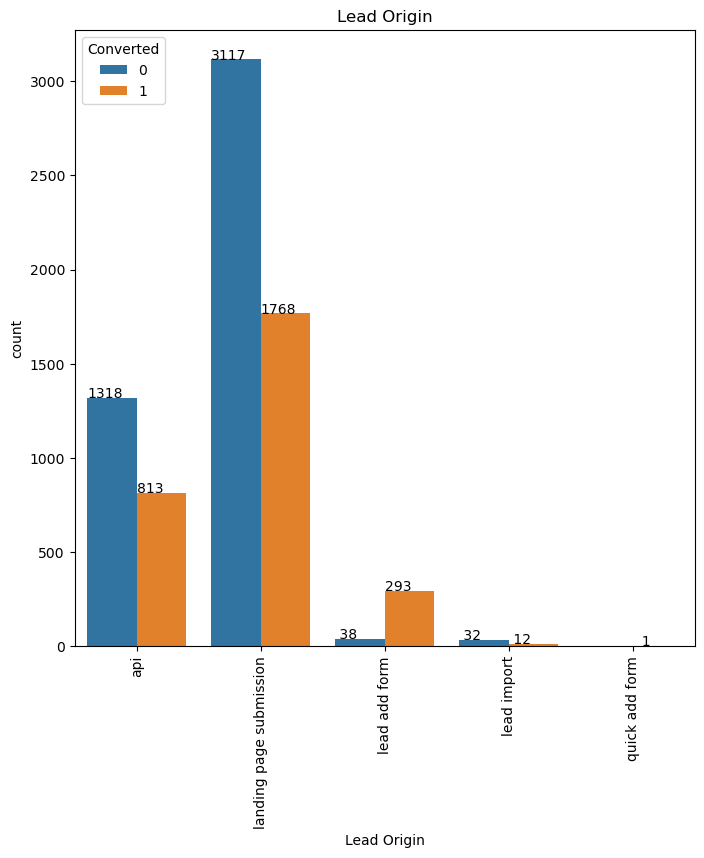 Lead Origin
Converted
0
1
3117
1768
1318
813
38
293
32
12
1
3000
2500
2000
1500
1000
500
0
count
api
landing page submission
lead add form
lead import
quick add form
Lead Origin